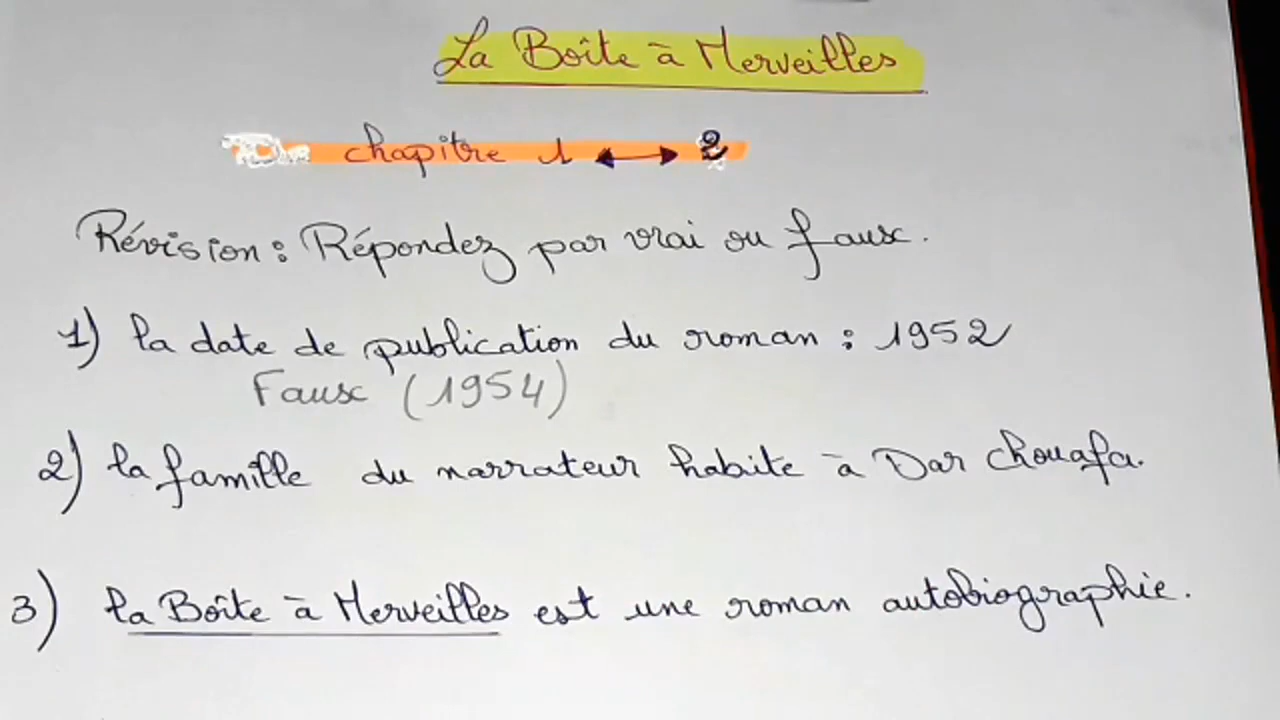 La Boîte à Merveilles
chapitre 1 ↔ 2
Révision : Répondez par vrai ou faux.
1) la date de publication du roman : 1952
Faux (1954)
2) la famille du narrateur habite à Dar Chouafa.
3) la Boîte à Merveilles est une roman autobiographie.